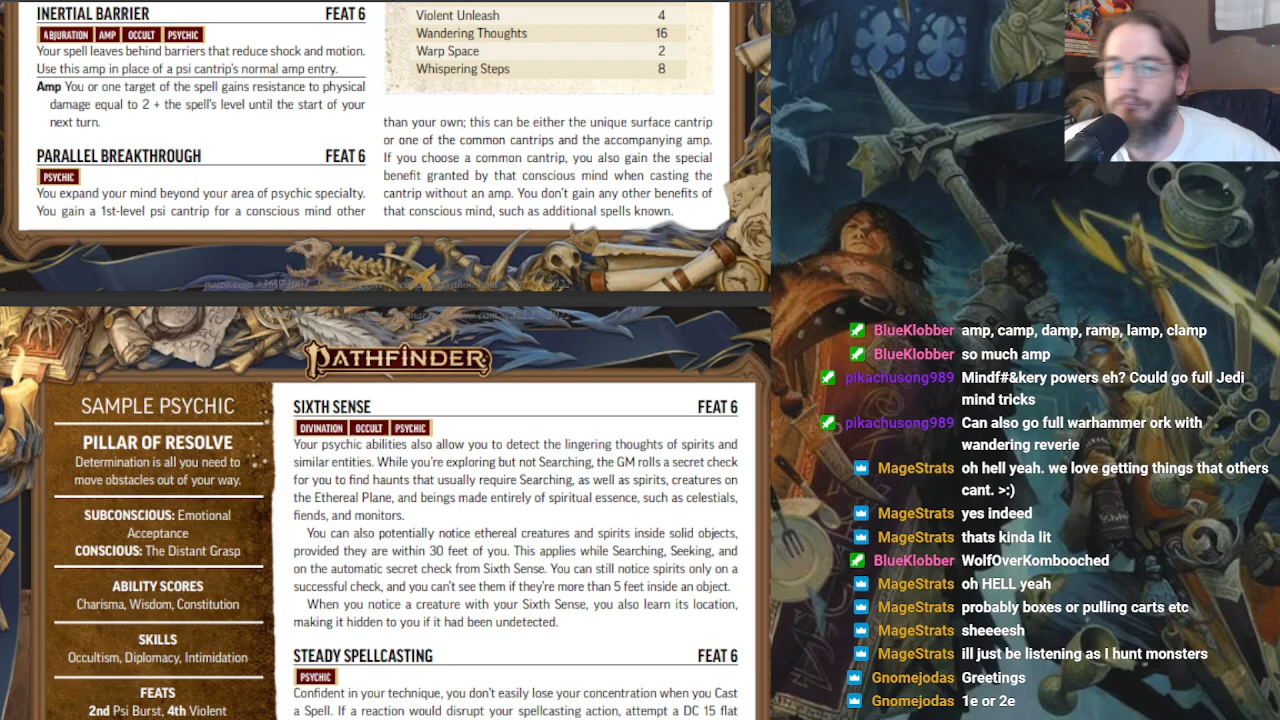 INERTIAL BARRIER FEAT 6
ABJURATION AMP OCCULT PSYCHIC
Your spell leaves behind barriers that reduce shock and motion.
Use this amp in place of a psi cantrip's normal amp entry.
Amp You or one target of the spell gains resistance to physical
damage equal to 2 + the spell's level until the start of your
next turn.
PARALLEL BREAKTHROUGH FEAT 6
PSYCHIC
You expand your mind beyond your area of psychic specialty.
You gain a 1st-level psi cantrip for a conscious mind other
Violent Unleash 4
Wandering Thoughts 16
Warp Space 2
Whispering Steps 8
than your own; this can be either the unique surface cantrip
or one of the common cantrips and the accompanying amp.
If you choose a common cantrip, you also gain the special
benefit granted by that conscious mind when casting the
cantrip without an amp. You don't gain any other benefits of
that conscious mind, such as additional spells known.
PATHFINDER
SAMPLE PSYCHIC
PILLAR OF RESOLVE
Determination is all you need to
move obstacles out of your way.
SUBCONSCIOUS: Emotional
Acceptance
CONSCIOUS: The Distant Grasp
ABILITY SCORES
Charisma, Wisdom, Constitution
SKILLS
Occultism, Diplomacy, Intimidation
FEATS
2nd Psi Burst, 4th Violent
SIXTH SENSE FEAT 6
DIVINATION OCCULT PSYCHIC
Your psychic abilities also allow you to detect the lingering thoughts of spirits and
similar entities. While you're exploring but not Searching, the GM rolls a secret check
for you to find haunts that usually require Searching, as well as spirits, creatures on
the Ethereal Plane, and beings made entirely of spiritual essence, such as celestials,
fiends, and monitors.
You can also potentially notice ethereal creatures and spirits inside solid objects,
provided they are within 30 feet of you. This applies while Searching, Seeking, and
on the automatic secret check from Sixth Sense. You can still notice spirits only on a
successful check, and you can't see them if they're more than 5 feet inside an object.
When you notice a creature with your Sixth Sense, you also learn its location,
making it hidden to you if it had been undetected.
STEADY SPELLCASTING FEAT 6
PSYCHIC
Confident in your technique, you don't easily lose your concentration when you Cast
a Spell. If a reaction would disrupt your spellcasting action, attempt a DC 15 flat
BlueKlobber amp, camp, damp, ramp, lamp, clamp
BlueKlobber so much amp
pikachusong989 Mindf#&kery powers eh? Could go full Jedi
mind tricks
pikachusong989 Can also go full warhammer ork with
wandering reverie
MageStrats oh hell yeah. we love getting things that others
cant. >:)
MageStrats yes indeed
MageStrats thats kinda lit
BlueKlobber WolfOverKombooched
MageStrats oh HELL yeah
MageStrats probably boxes or pulling carts etc
MageStrats sheeeesh
MageStrats ill just be listening as I hunt monsters
Gnomejodas Greetings
Gnomejodas 1e or 2e